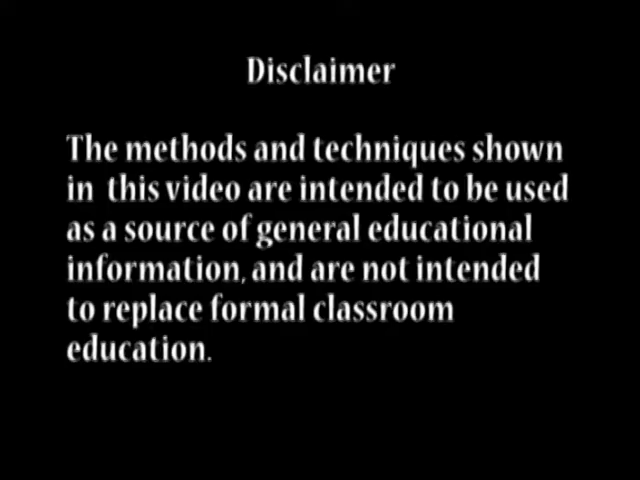 Disclaimer
The methods and techniques shown
in this video are intended to be used
as a source of general educational
information, and are not intended
to replace formal classroom
education.